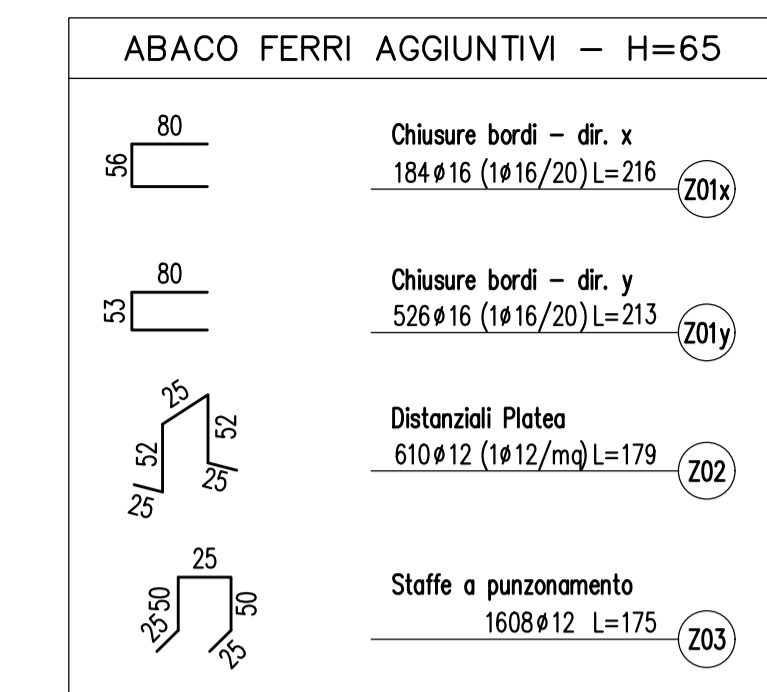 ABACO FERRI AGGIUNTIVI – H=65
80
56
Chiusure bordi – dir. x
184ø16 (1ø16/20) L=216
Z01x
80
53
Chiusure bordi – dir. y
526ø16 (1ø16/20) L=213
Z01y
25
52
52
25
25
Distanziali Platea
610ø12 (1ø12/mq) L=179
Z02
25
50
50
25
25
Staffe a punzonamento
1608ø12 L=175
Z03